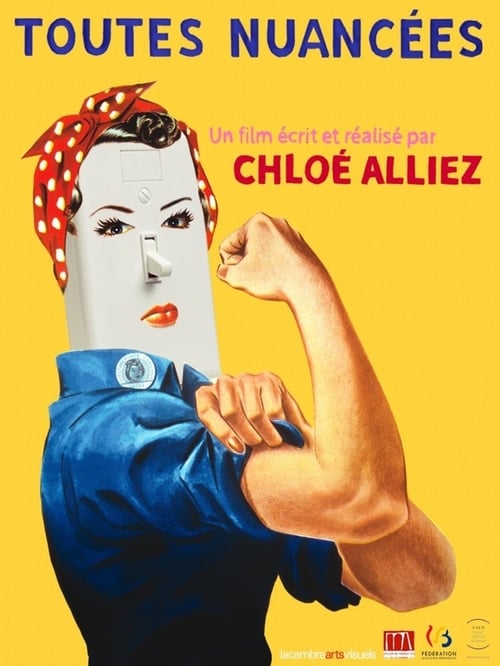 TOUTES NUANCÉES
Un film écrit et réalisé par
CHLOÉ ALLIEZ
lacambreartsvisuels
FÉDÉRATION